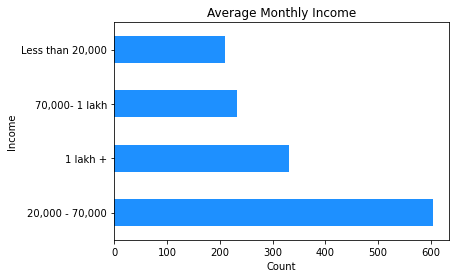 Average Monthly Income
Less than 20,000
70,000- 1 lakh
1 lakh +
20,000 - 70,000
Income
0 100 200 300 400 500 600
Count